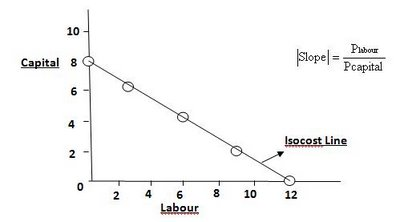 10
Capital 8
6
4
2
0
2 4 6 8 10 12
Labour
Isocost Line
|Slope| = Plabour / Pcapital